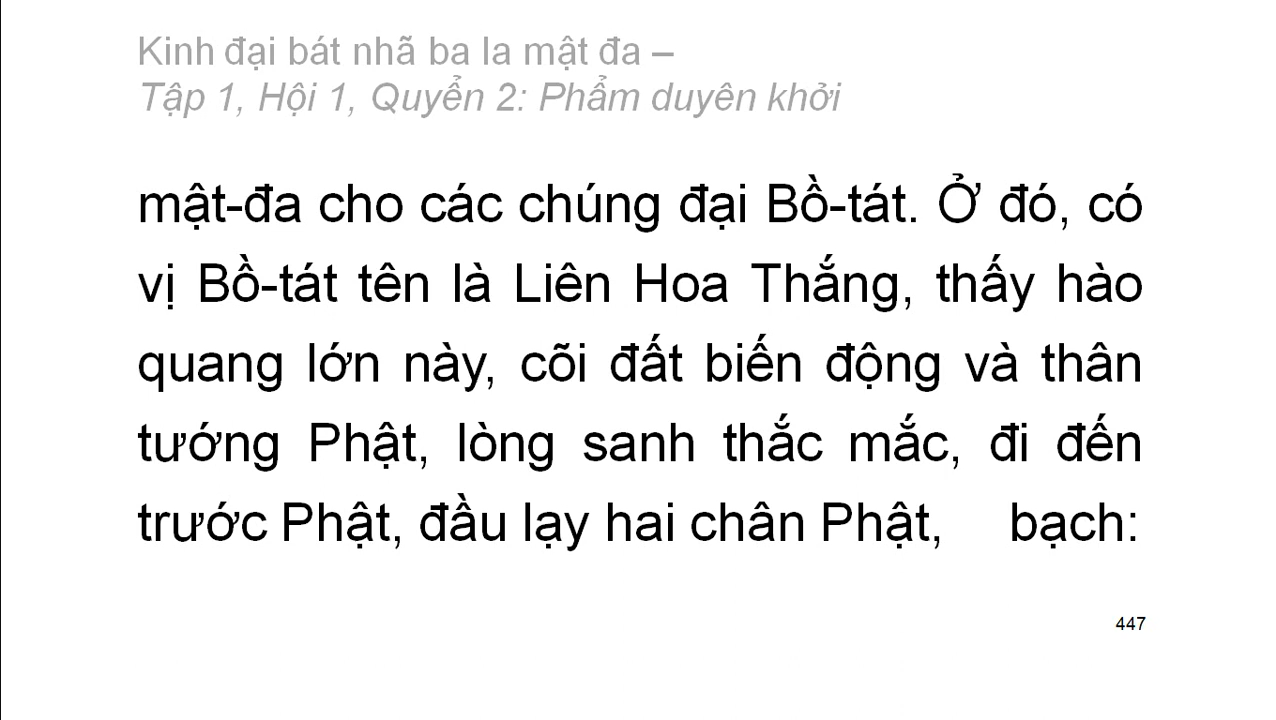 Kinh đại bát nhã ba la mật đa –
Tập 1, Hội 1, Quyển 2: Phẩm duyên khởi
mật-đa cho các chúng đại Bồ-tát. Ở đó, có
vị Bồ-tát tên là Liên Hoa Thắng, thấy hào
quang lớn này, cõi đất biến động và thân
tướng Phật, lòng sanh thắc mắc, đi đến
trước Phật, đầu lạy hai chân Phật, bạch:
447